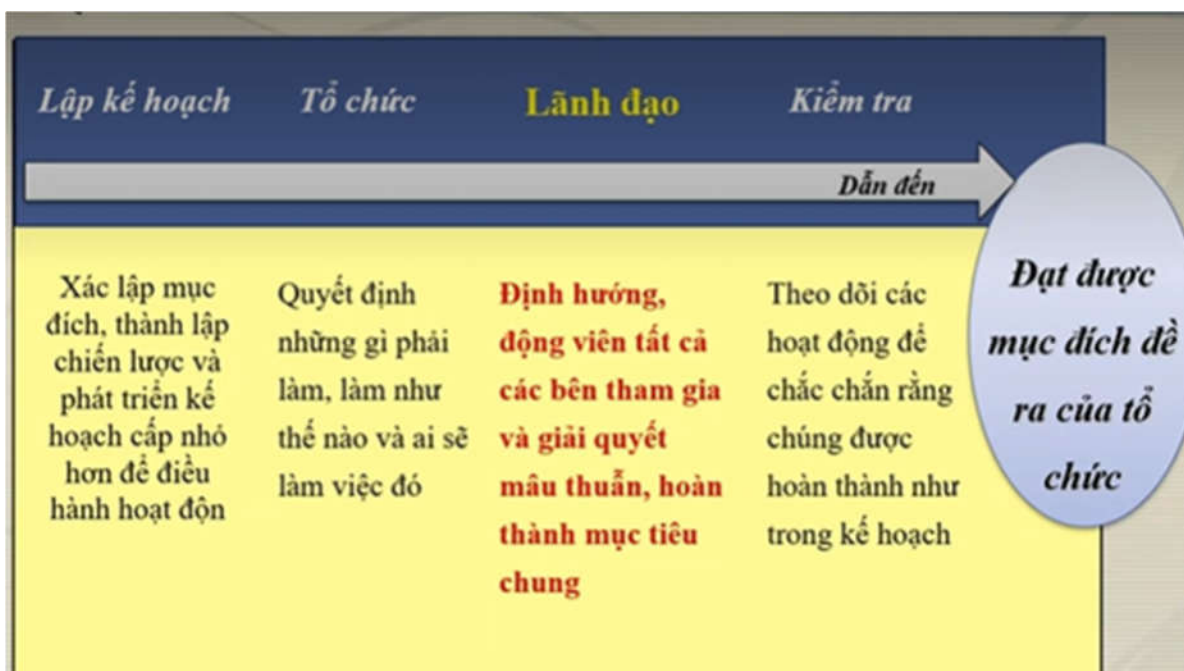 Lập kế hoạch
Tổ chức
Lãnh đạo
Kiểm tra
Dẫn đến
Xác lập mục
đích, thành lập
chiến lược và
phát triển kế
hoạch cấp nhỏ
hơn để điều
hành hoạt độn
Quyết định
những gì phải
làm, làm như
thế nào và ai sẽ
làm việc đó
Định hướng,
động viên tất cả
các bên tham gia
và giải quyết
mâu thuẫn, hoàn
thành mục tiêu
chung
Theo dõi các
hoạt động để
chắc chắn rằng
chúng được
hoàn thành như
trong kế hoạch
Đạt được
mục đích đề
ra của tổ
chức